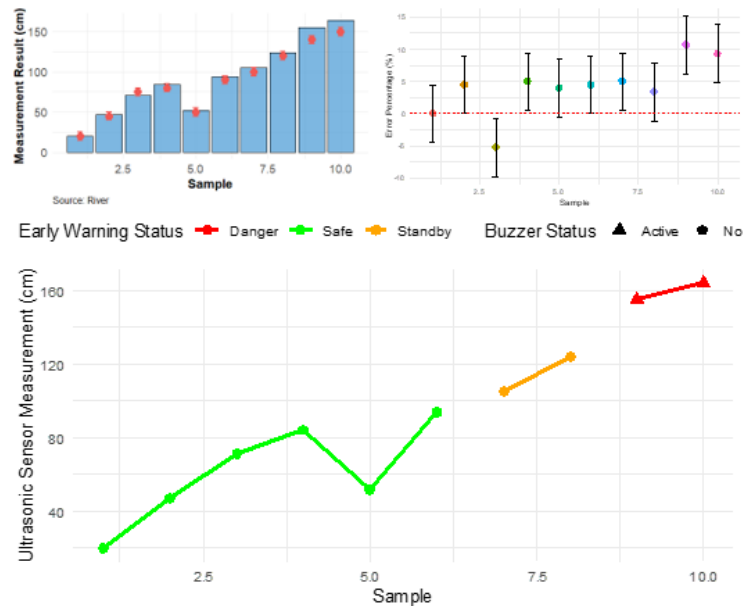 Measurement Result (cm)
150
100
50
0
2.5 5.0 7.5 10.0
Sample
Source: River
Error Percentage (%)
15
10
5
0
-5
-10
2.5 5.0 7.5 10.0
Sample
Early Warning Status Danger Safe Standby Buzzer Status Active No
Ultrasonic Sensor Measurement (cm)
160
120
80
40
2.5 5.0 7.5 10.0
Sample